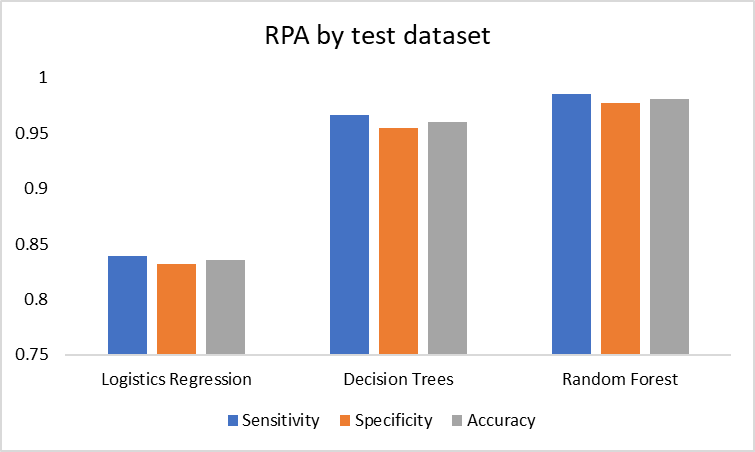 RPA by test dataset
1
0.95
0.9
0.85
0.8
0.75
Logistics Regression Decision Trees Random Forest
Sensitivity Specificity Accuracy